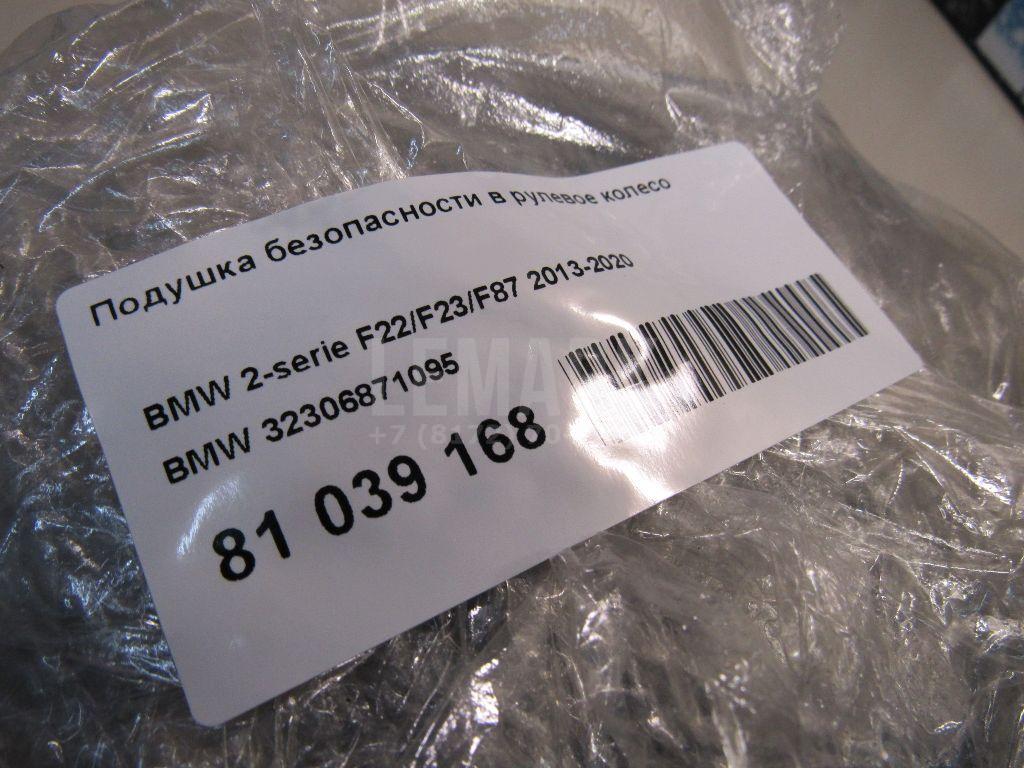 Подушка безопасности в рулевое колесо
BMW 2-serie F22/F23/F87 2013-2020
BMW 32306871095
81 039 168